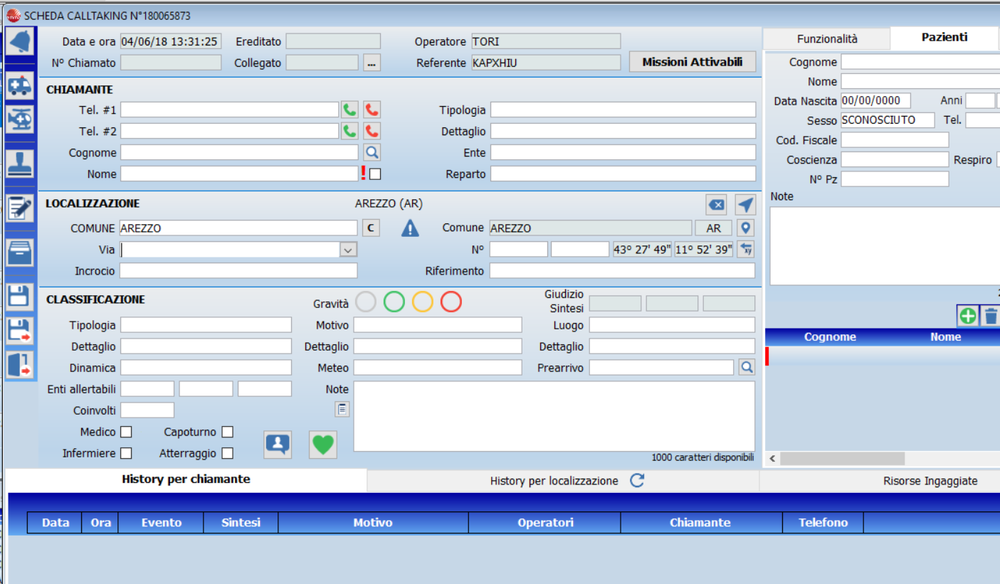 SCHEDA CALLTAKING N°180065873
Data e ora 04/06/18 13:31:25 Ereditato Operatore TORI
N° Chiamato Collegato ... Referente KAPXHIU Missioni Attivabili
CHIAMANTE
Tel. #1 Tipologia
Tel. #2 Dettaglio
Cognome Ente
Nome ! Reparto
LOCALIZZAZIONE AREZZO (AR)
COMUNE AREZZO C Comune AREZZO AR
Via N° 43° 27' 49" 11° 52' 39" xy
Incrocio Riferimento
CLASSIFICAZIONE Gravità Giudizio Sintesi
Tipologia Motivo Luogo
Dettaglio Dettaglio Dettaglio
Dinamica Meteo Prearrivo
Enti allertabili Note
Coinvolti
Medico Capoturno
Infermiere Atterraggio
1000 caratteri disponibili
Funzionalità Pazienti
Cognome
Nome
Data Nascita 00/00/0000 Anni
Sesso SCONOSCIUTO Tel.
Cod. Fiscale
Coscienza Respiro
N° Pz
Note
Cognome Nome
History per chiamante History per localizzazione Risorse Ingaggiate
Data Ora Evento Sintesi Motivo Operatori Chiamante Telefono